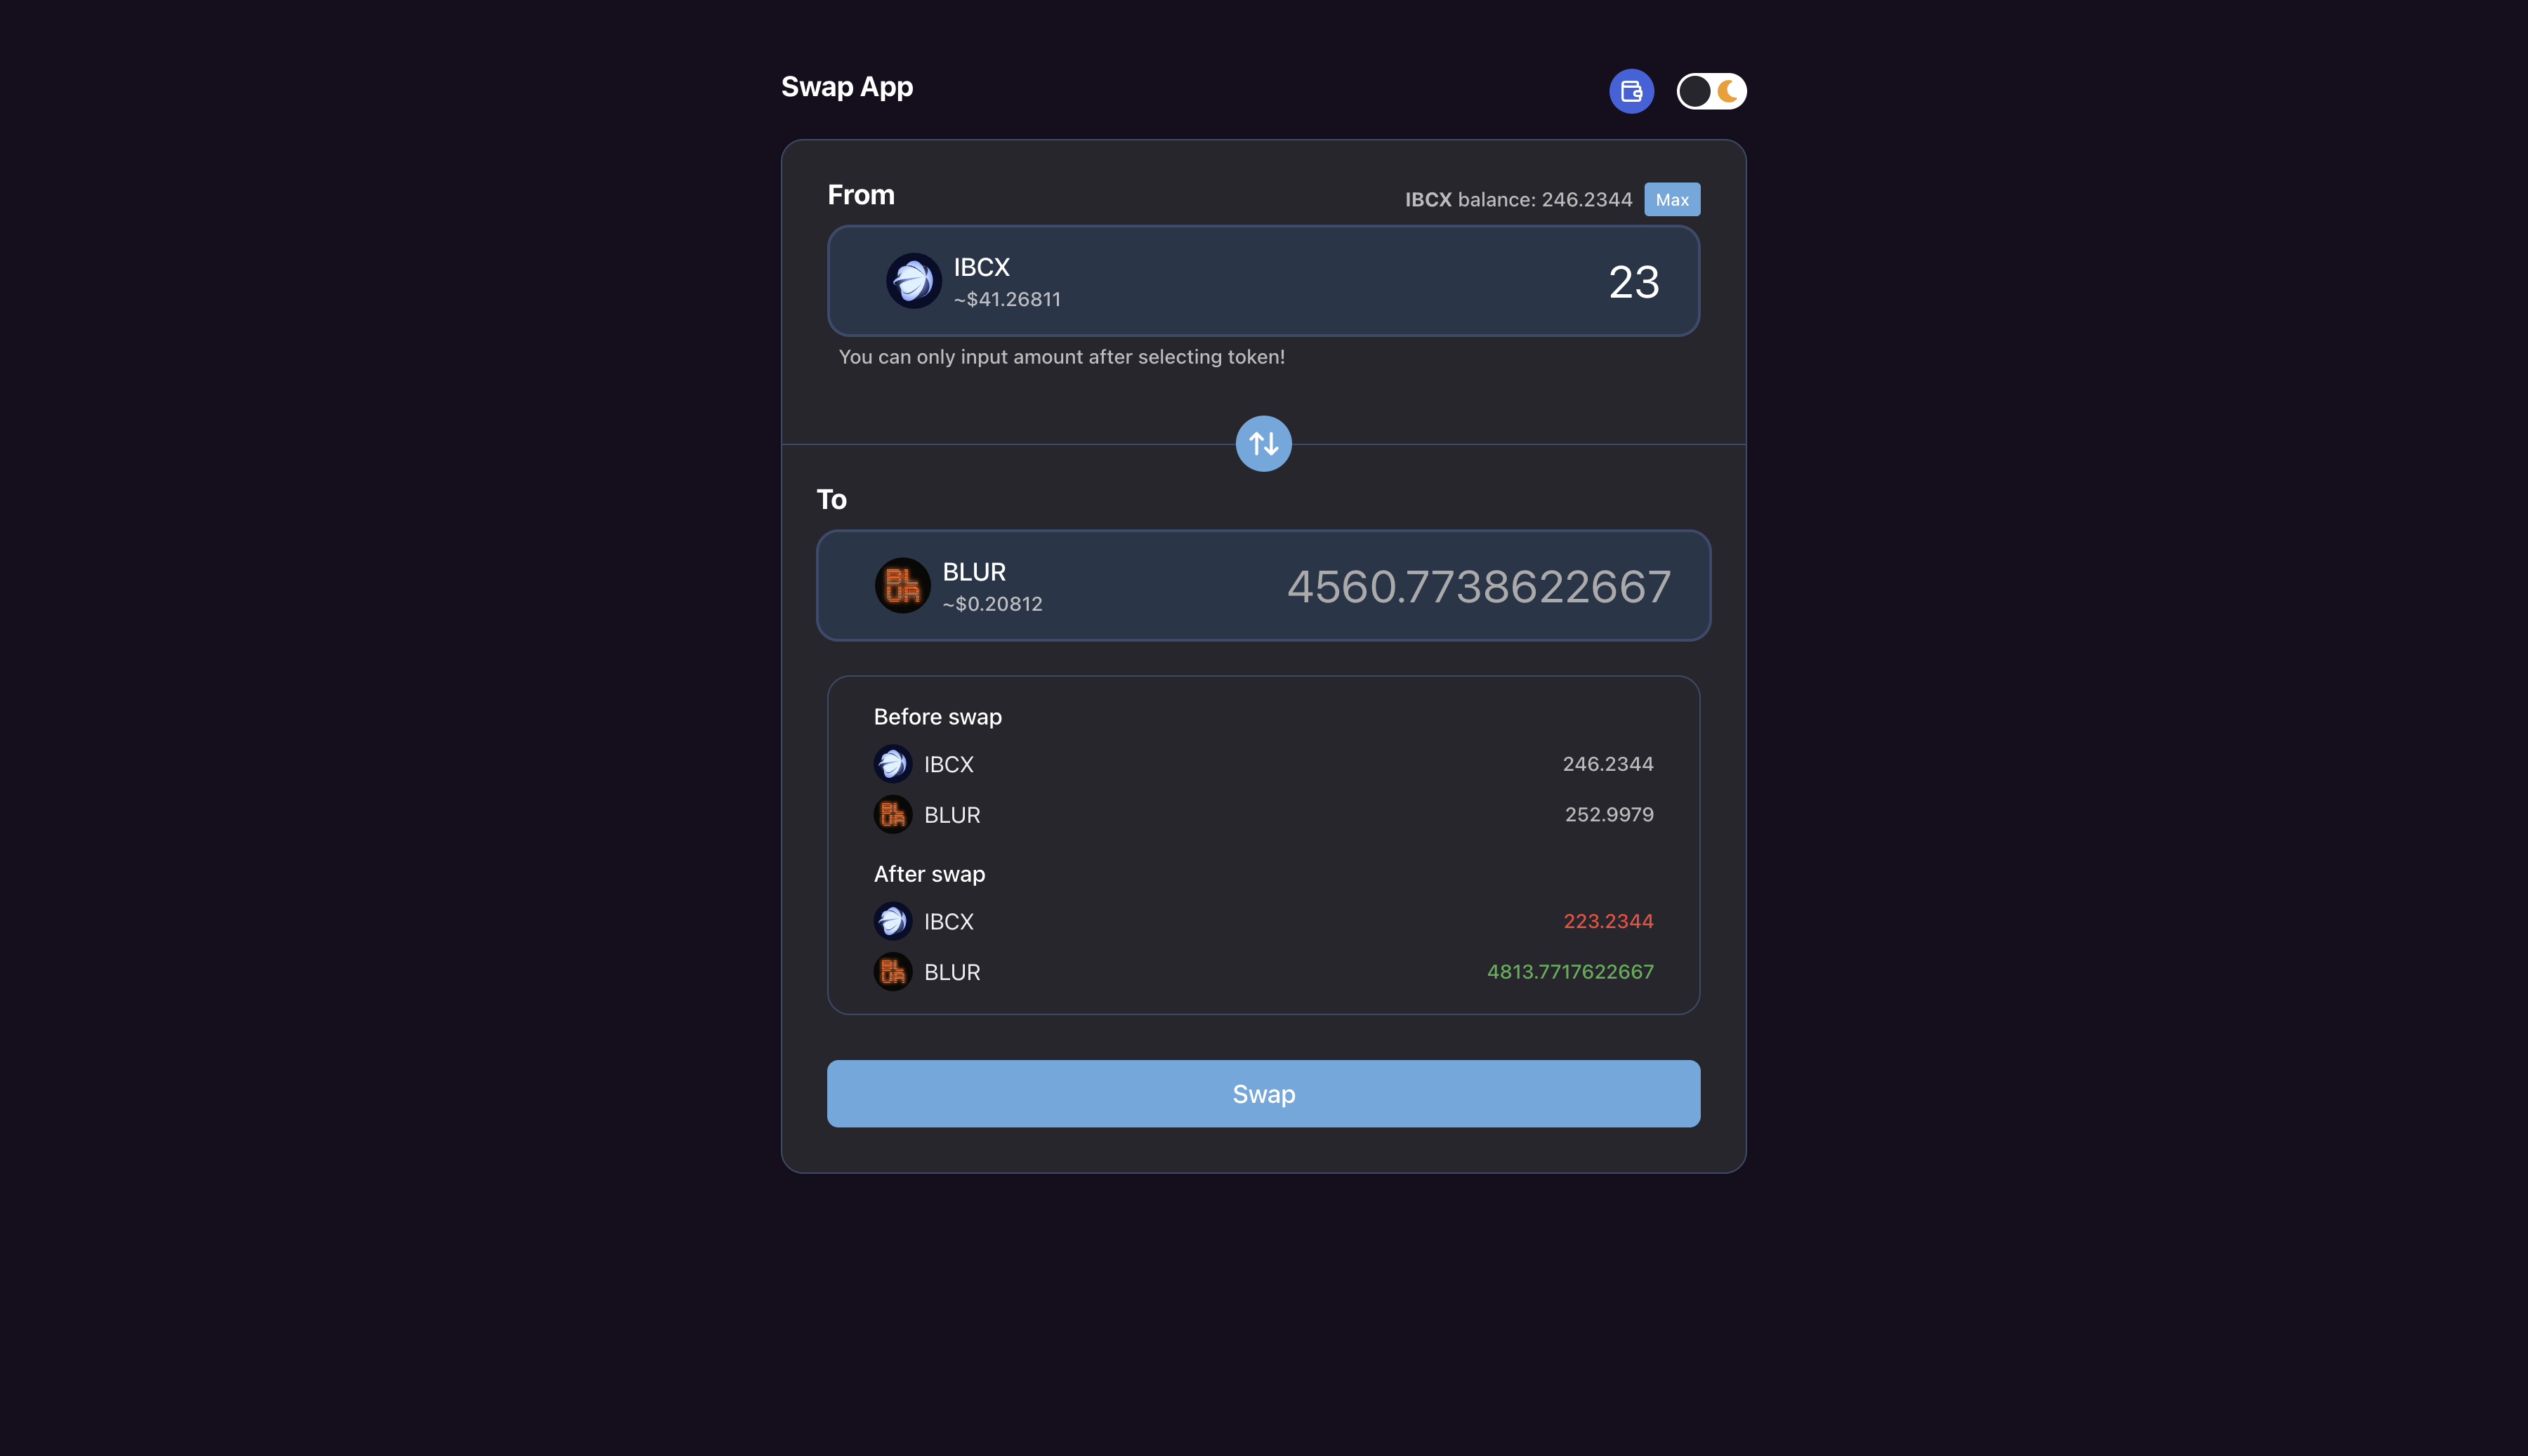 Swap App
From
IBCX balance: 246.2344 Max
IBCX
~$41.26811
23
You can only input amount after selecting token!
To
BLUR
~$0.20812
4560.7738622667
Before swap
IBCX 246.2344
BLUR 252.9979
After swap
IBCX 223.2344
BLUR 4813.7717622667
Swap